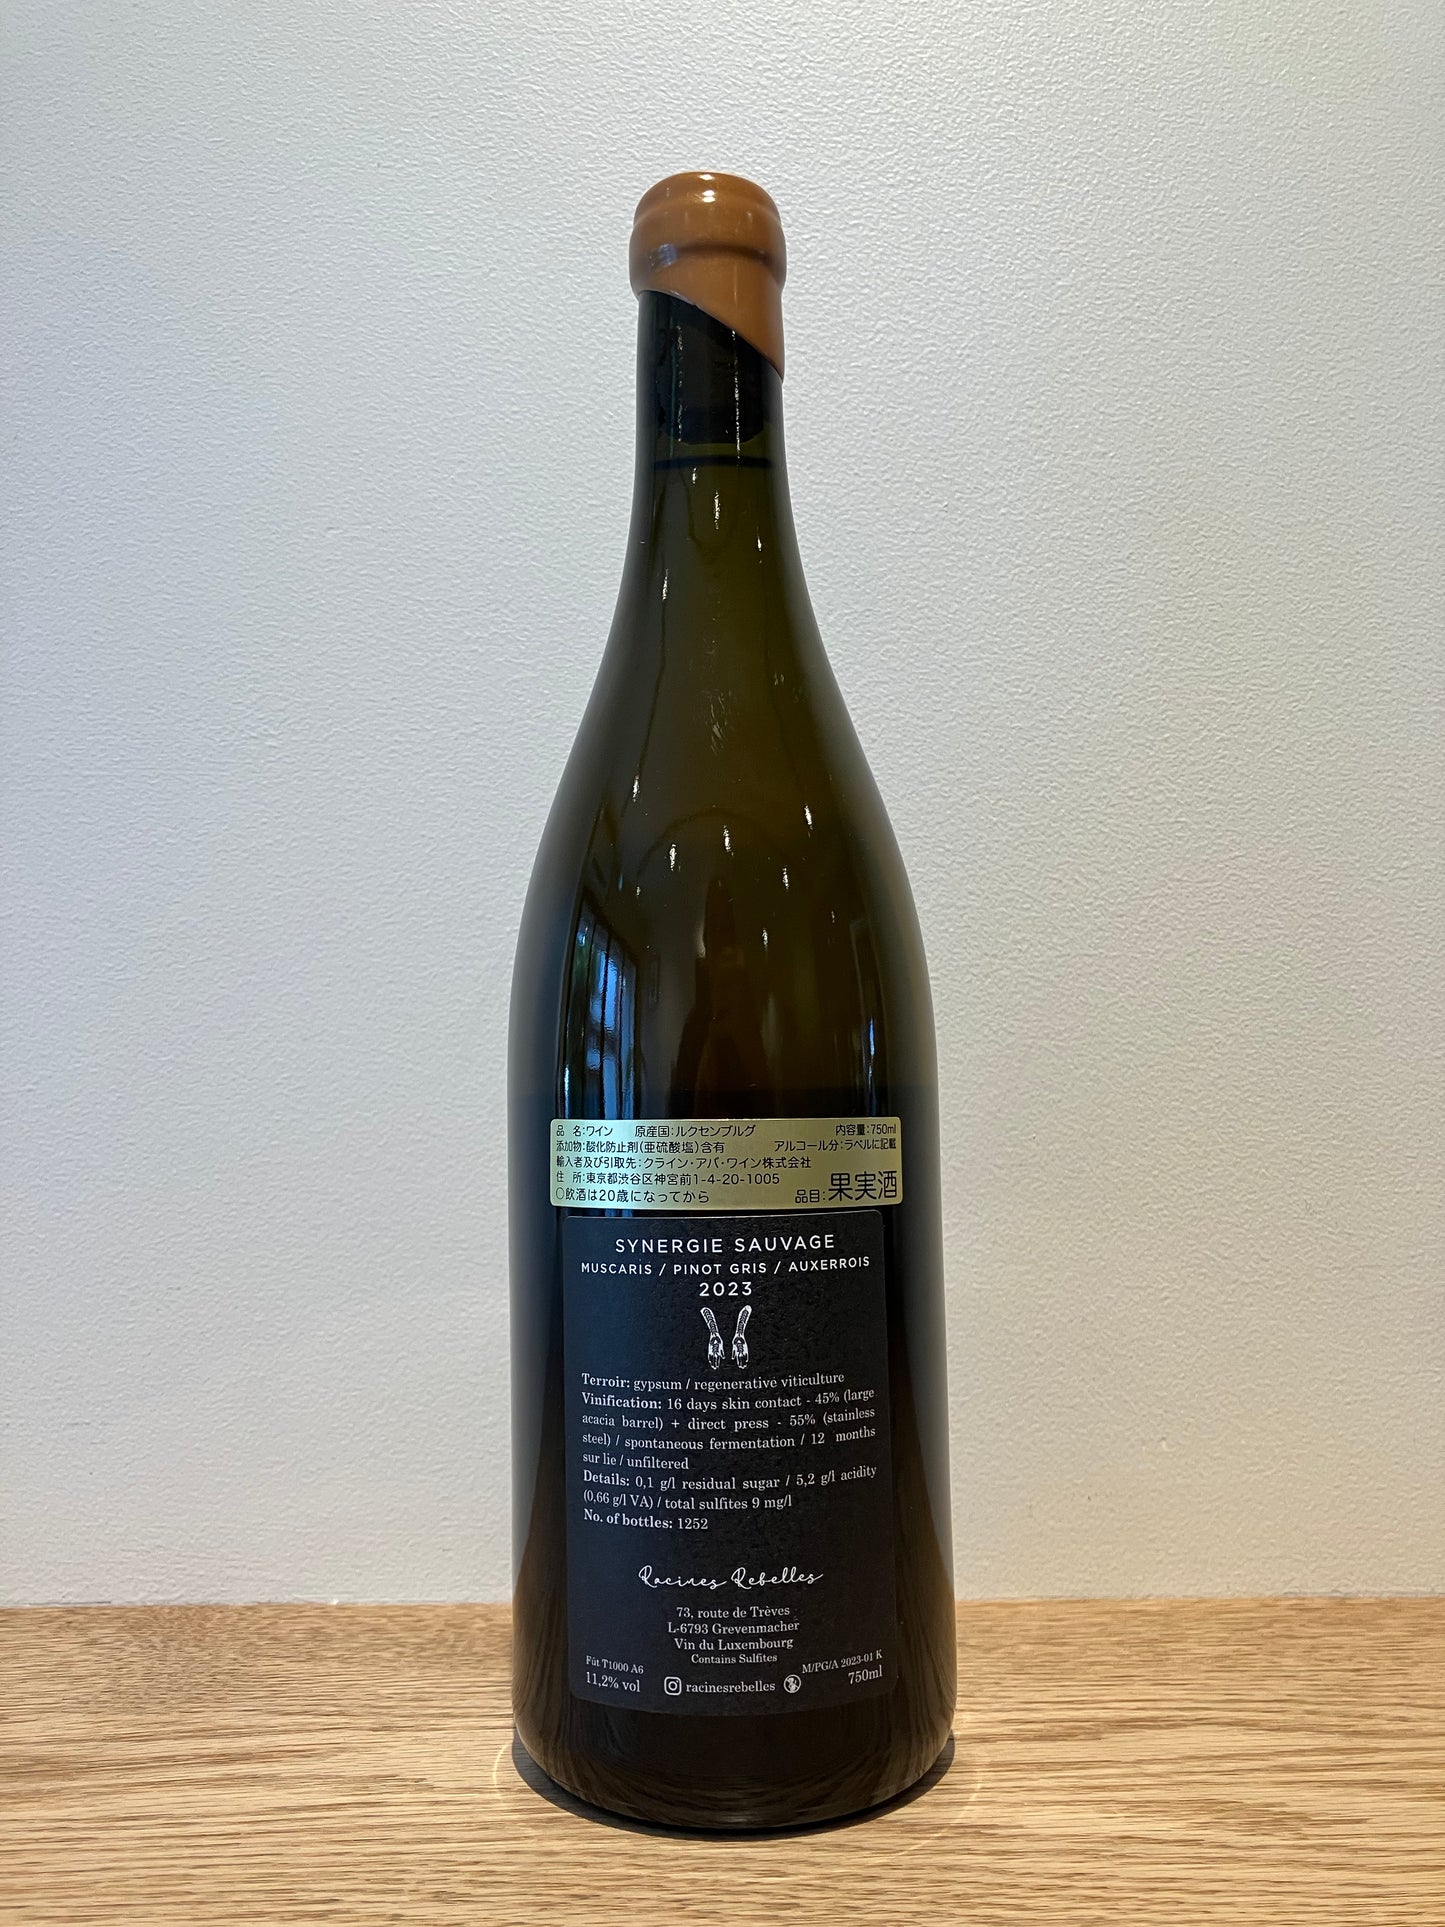 品　名:ワイン　原産国:ルクセンブルグ　内容量:750ml
添加物:酸化防止剤(亜硫酸塩)含有　アルコール分:ラベルに記載
輸入者及び引取先:クライン・アバ・ワイン株式会社
住　所:東京都渋谷区神宮前1-4-20-1005
○飲酒は20歳になってから　品目:果実酒
SYNERGIE SAUVAGE
MUSCARIS / PINOT GRIS / AUXERROIS
2023
Terroir: gypsum / regenerative viticulture
Vinification: 16 days skin contact - 45% (large
acacia barrel) + direct press - 55% (stainless
steel) / spontaneous fermentation / 12 months
sur lie / unfiltered
Details: 0,1 g/l residual sugar / 5,2 g/l acidity
(0.66 g/l VA) / total sulfites 9 mg/l
No. of bottles: 1252
Racines Rebelles
73, route de Trèves
L-6793 Grevenmacher
Vin du Luxembourg
Contains Sulfites
Fût T1000 A6 M/PG/A 2023-01 K
11,2% vol racinesrebelles 750ml